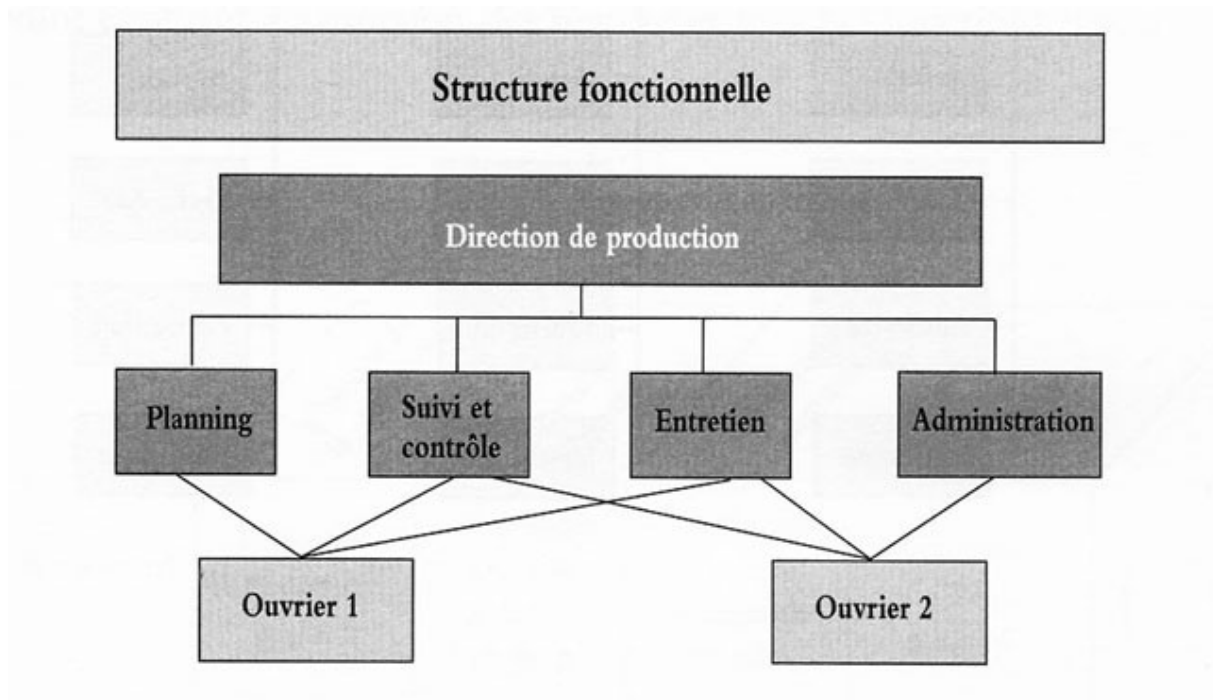 Structure fonctionnelle
Direction de production
Planning
Suivi et
contrôle
Entretien
Administration
Ouvrier 1
Ouvrier 2